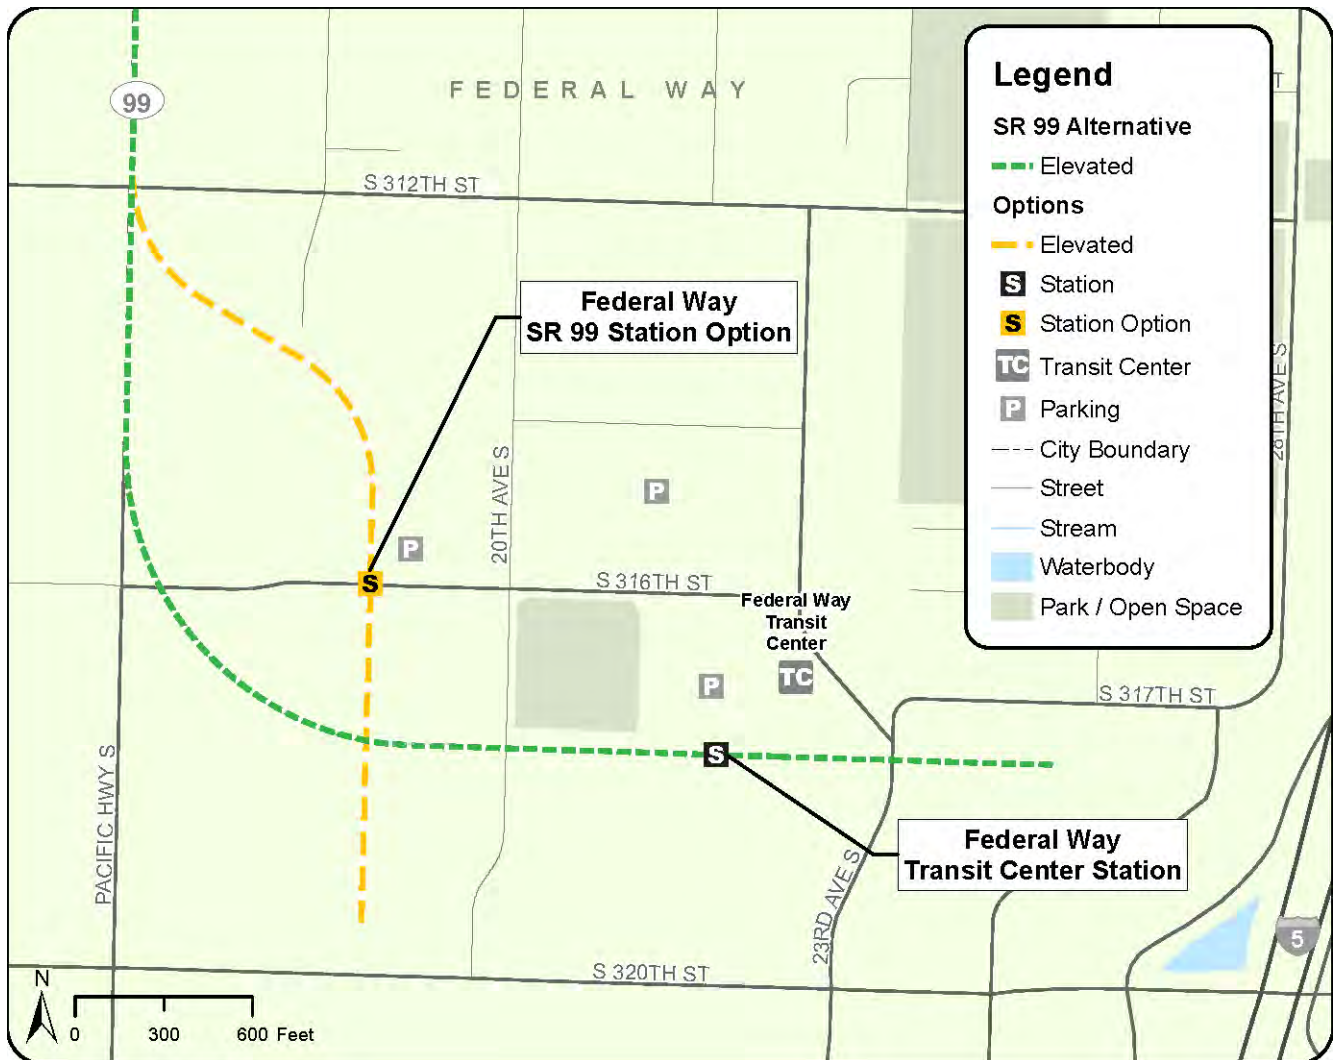 FEDERAL WAY
99
S 312TH ST
Federal Way
SR 99 Station Option
Legend
SR 99 Alternative
Elevated
Options
Elevated
S Station
S Station Option
TC Transit Center
P Parking
City Boundary
Street
Stream
Waterbody
Park / Open Space
T
28TH AVE S
20TH AVE S
P
P
S
S 316TH ST
Federal Way
Transit
Center
TC
P
S 317TH ST
S
PACIFIC HWY S
Federal Way
Transit Center Station
23RD AVE S
5
S 320TH ST
N
0 300 600 Feet